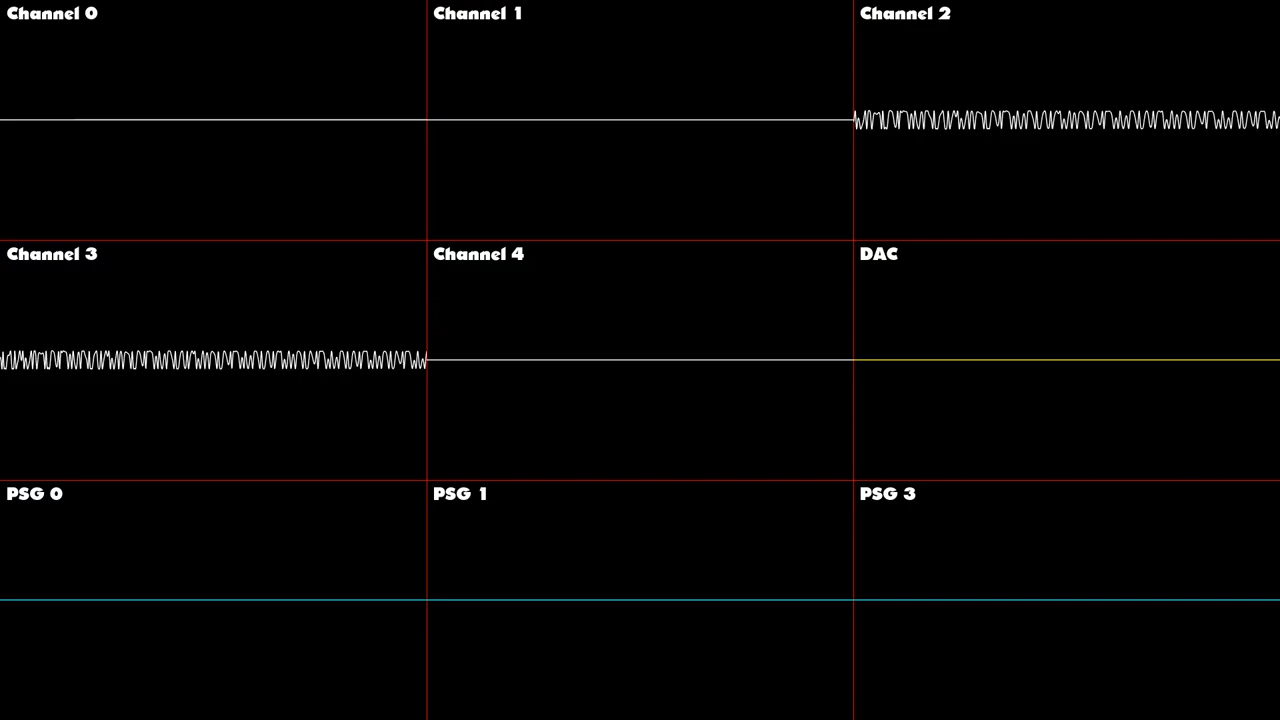 Channel 0
Channel 1
Channel 2
Channel 3
Channel 4
DAC
PSG 0
PSG 1
PSG 3